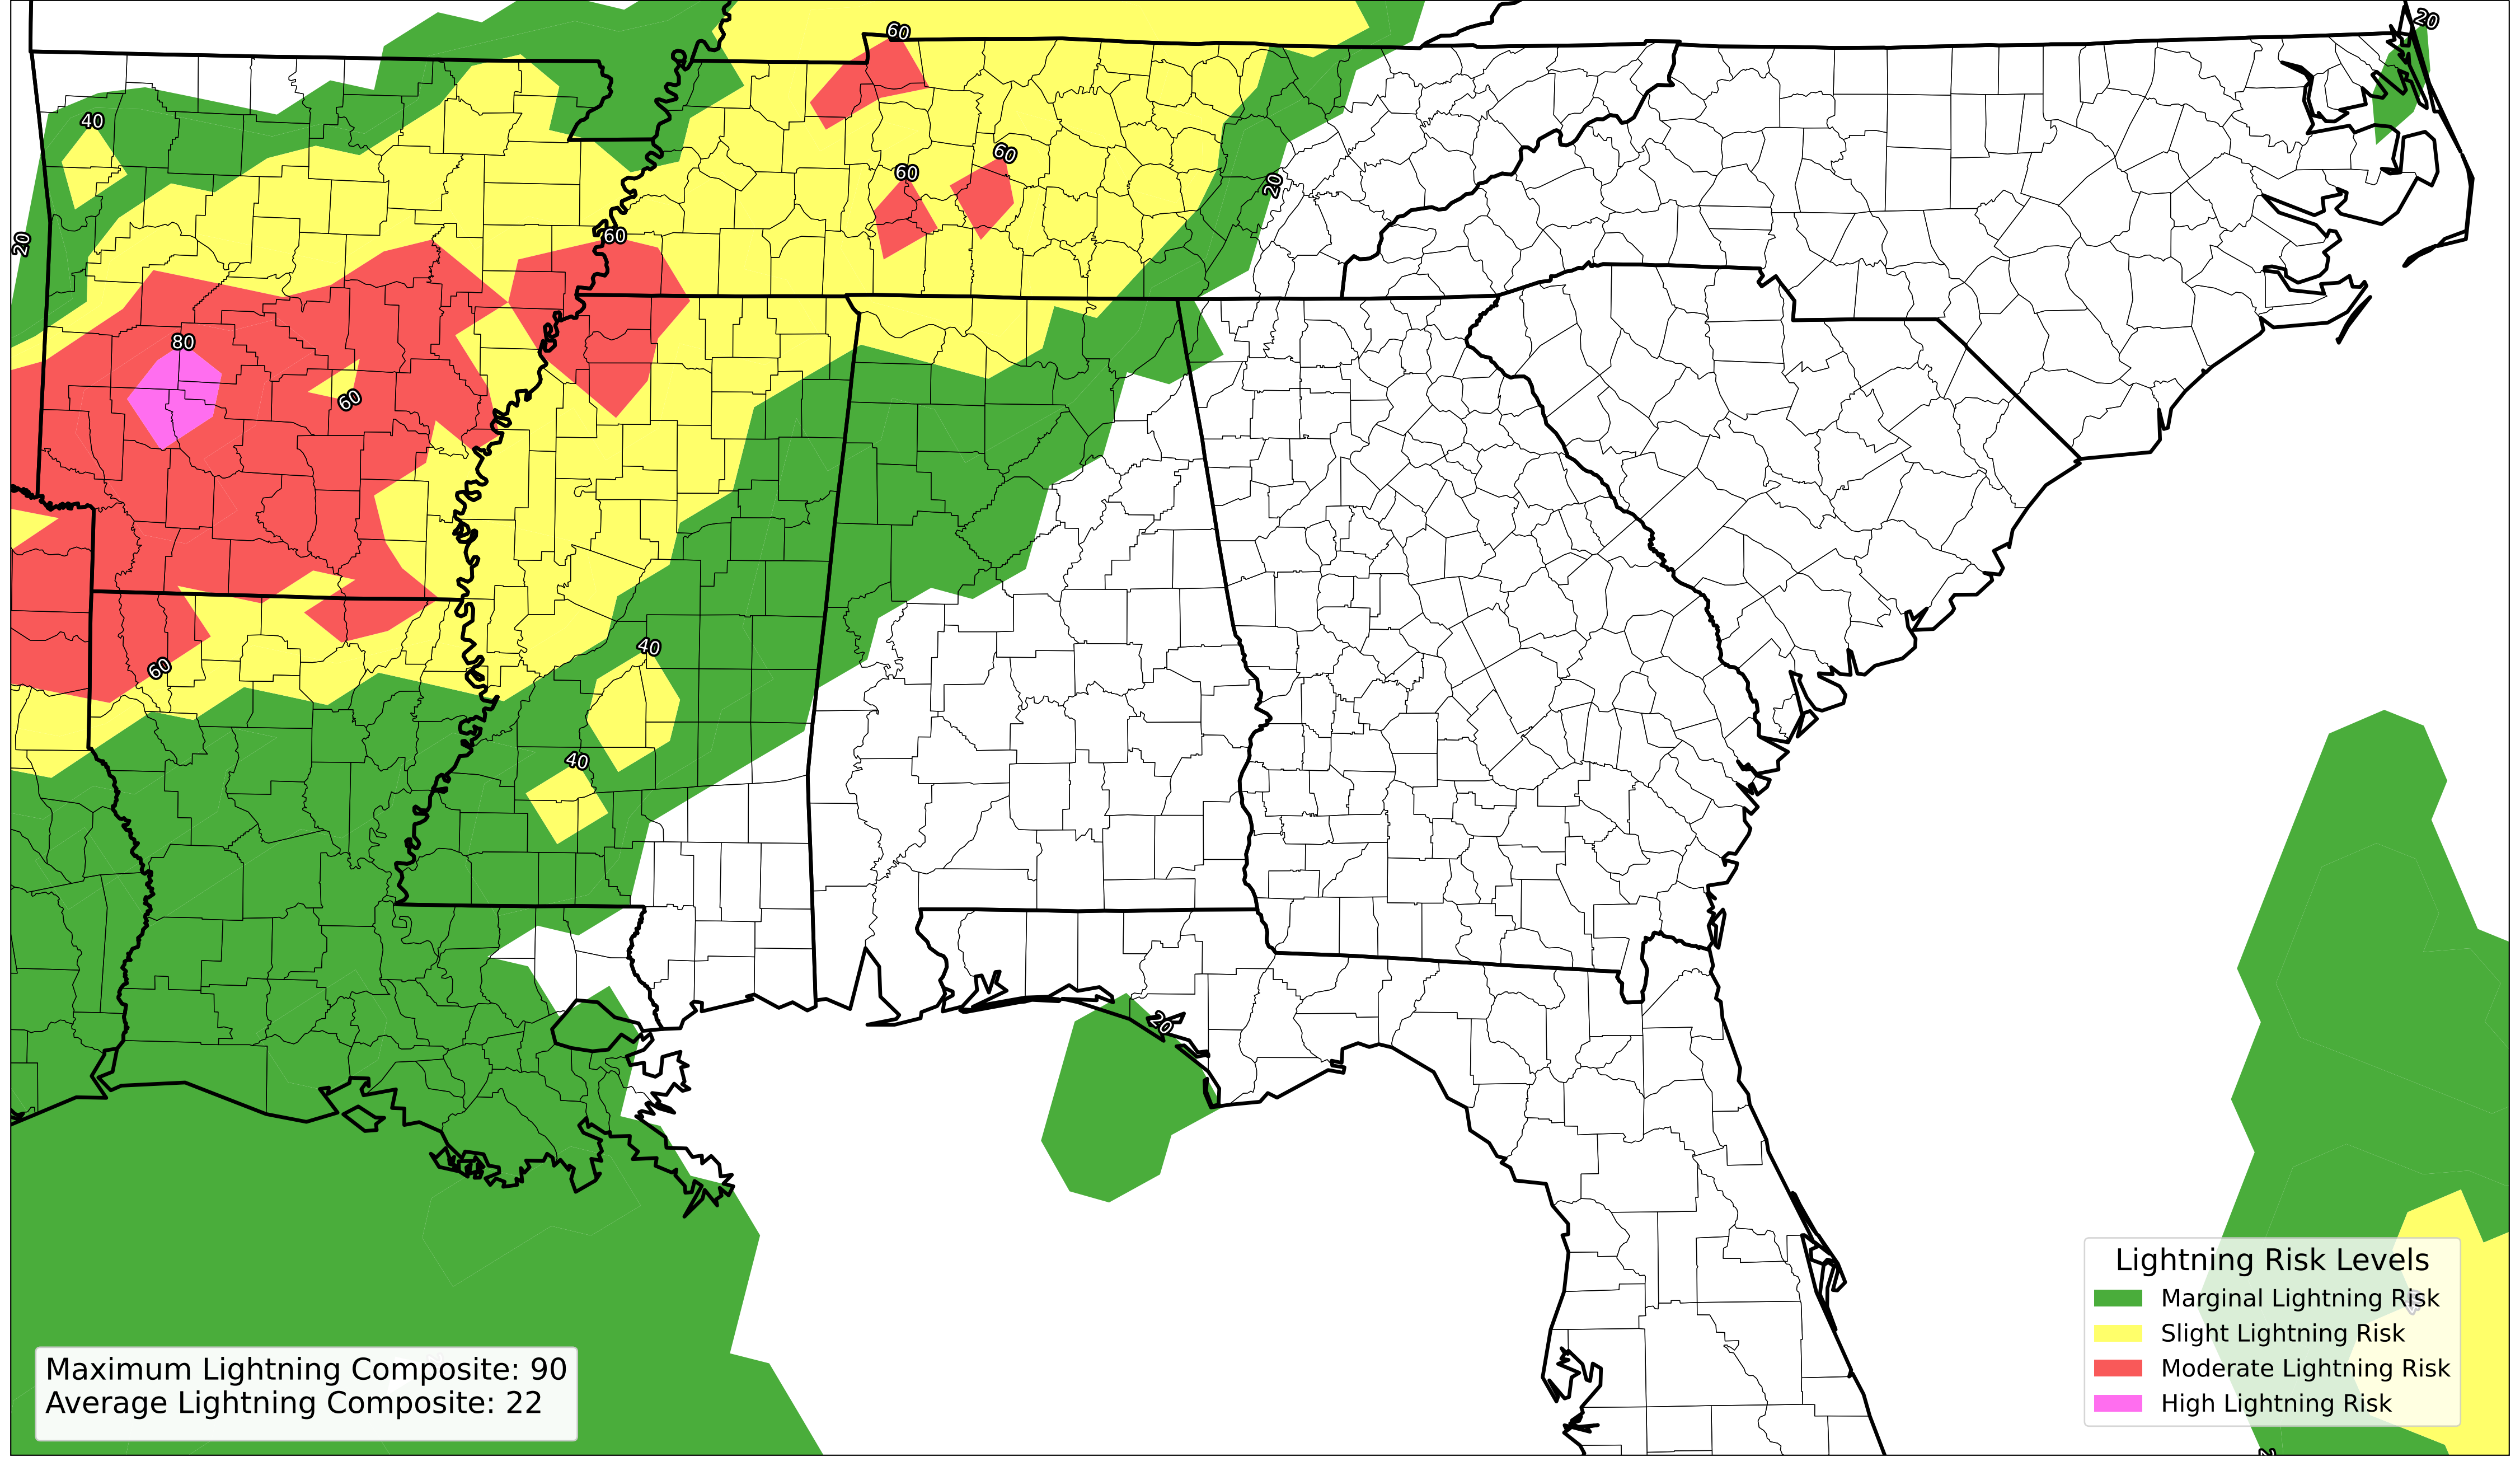 60
20
40
60
60
20
60
20
80
60
40
60
40
20
Lightning Risk Levels
Marginal Lightning Risk
Slight Lightning Risk
Moderate Lightning Risk
High Lightning Risk
Maximum Lightning Composite: 90
Average Lightning Composite: 22